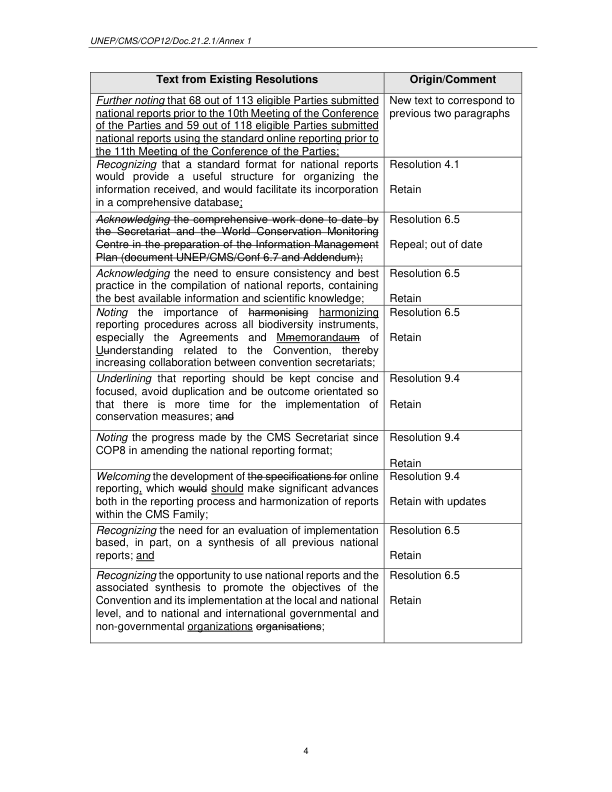 UNEP/CMS/COP12/Doc.21.2.1/Annex 1
Text from Existing Resolutions
Origin/Comment
Further noting that 68 out of 113 eligible Parties submitted
national reports prior to the 10th Meeting of the Conference
of the Parties and 59 out of 118 eligible Parties submitted
national reports using the standard online reporting prior to
the 11th Meeting of the Conference of the Parties;
New text to correspond to
previous two paragraphs
Recognizing that a standard format for national reports
would provide a useful structure for organizing the
information received, and would facilitate its incorporation
in a comprehensive database;
Resolution 4.1
Retain
Acknowledging the comprehensive work done to date by
the Secretariat and the World Conservation Monitoring
Centre in the preparation of the Information Management
Plan (document UNEP/CMS/Conf 6.7 and Addendum);
Resolution 6.5
Repeal; out of date
Acknowledging the need to ensure consistency and best
practice in the compilation of national reports, containing
the best available information and scientific knowledge;
Resolution 6.5
Retain
Noting the importance of harmonising harmonizing
reporting procedures across all biodiversity instruments,
especially the Agreements and Mmemorandaum of
Uunderstanding related to the Convention, thereby
increasing collaboration between convention secretariats;
Resolution 6.5
Retain
Underlining that reporting should be kept concise and
focused, avoid duplication and be outcome orientated so
that there is more time for the implementation of
conservation measures; and
Resolution 9.4
Retain
Noting the progress made by the CMS Secretariat since
COP8 in amending the national reporting format;
Resolution 9.4
Retain
Welcoming the development of the specifications for online
reporting, which would should make significant advances
both in the reporting process and harmonization of reports
within the CMS Family;
Resolution 9.4
Retain with updates
Recognizing the need for an evaluation of implementation
based, in part, on a synthesis of all previous national
reports; and
Resolution 6.5
Retain
Recognizing the opportunity to use national reports and the
associated synthesis to promote the objectives of the
Convention and its implementation at the local and national
level, and to national and international governmental and
non-governmental organizations organisations;
Resolution 6.5
Retain
4